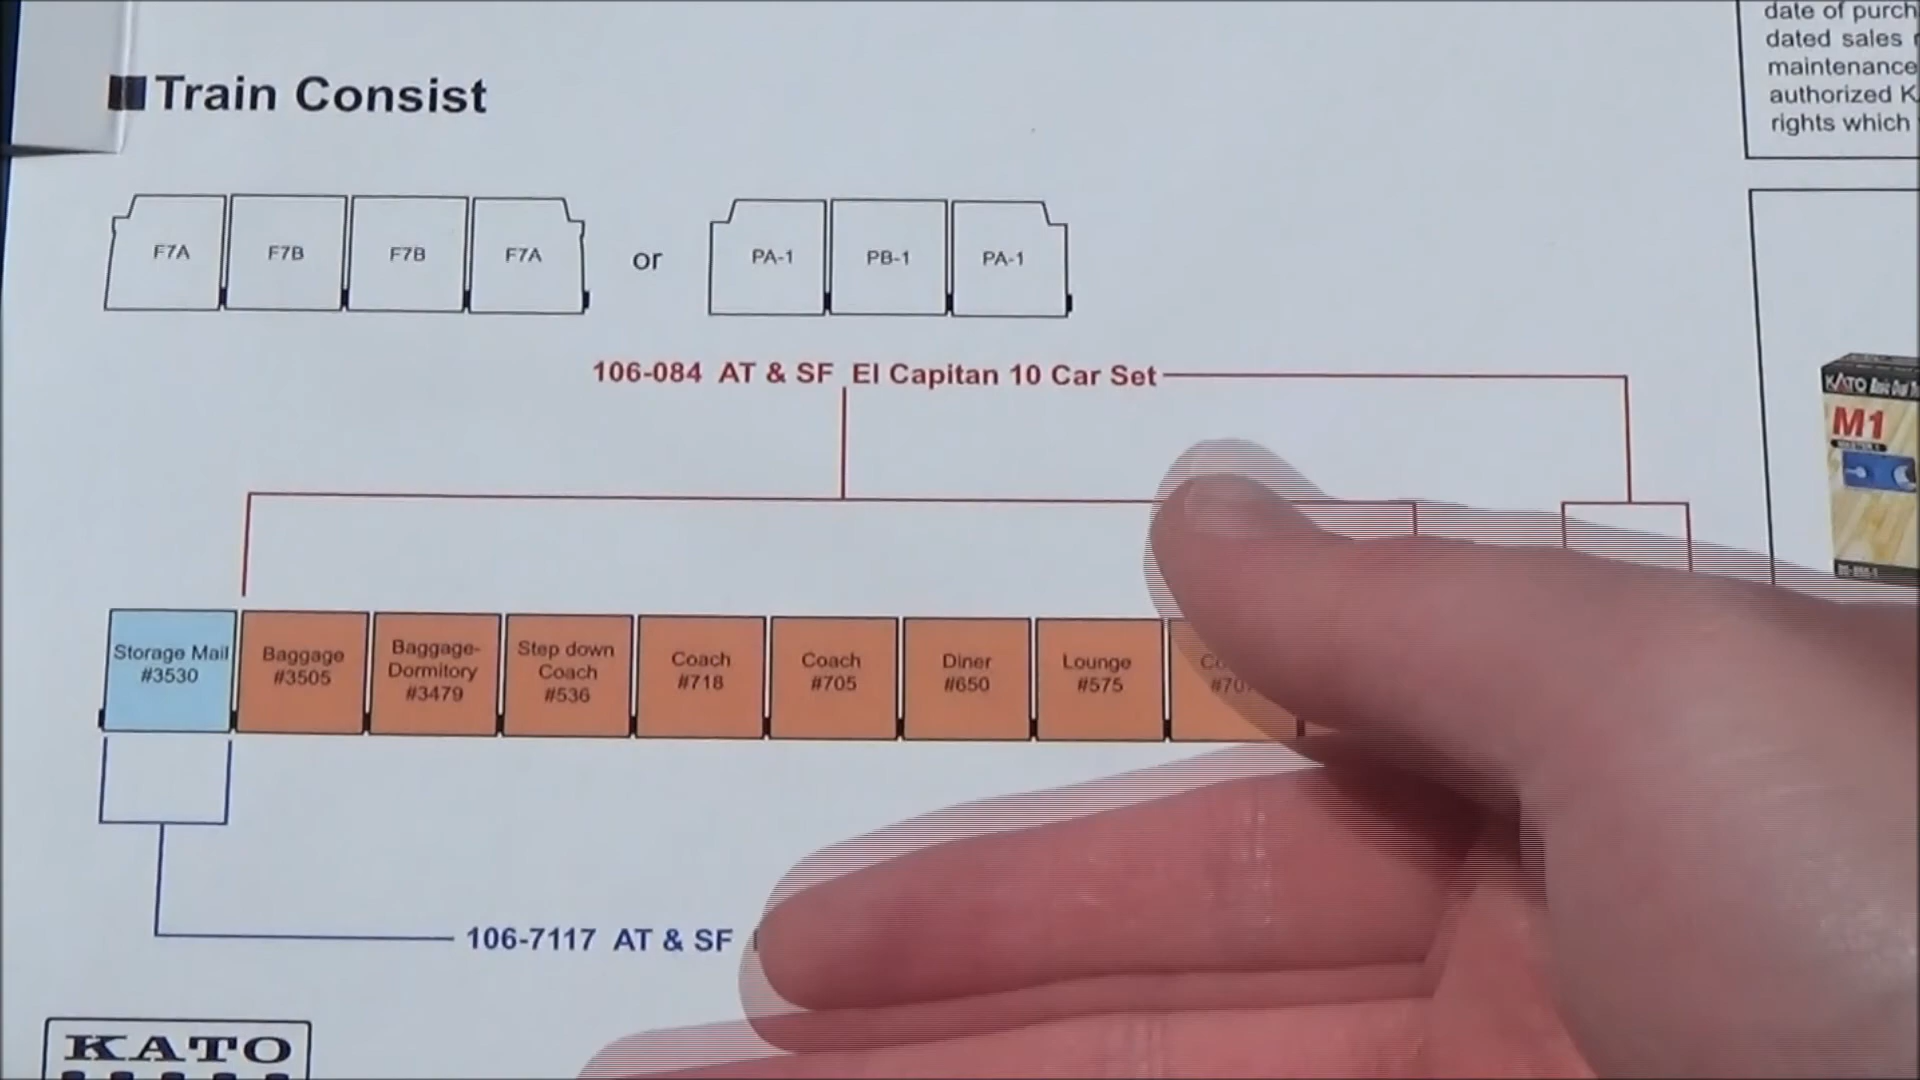 date of purch
dated sales
maintenance
authorized K
rights which
Train Consist
F7A
F7B
F7B
F7A
or
PA-1
PB-1
PA-1
106-084 AT & SF El Capitan 10 Car Set
KATO
M1
Storage Mail
#3530
Baggage
#3505
Baggage-
Dormitory
#3479
Step down
Coach
#536
Coach
#718
Coach
#705
Diner
#650
Lounge
#575
106-7117 AT & SF
KATO